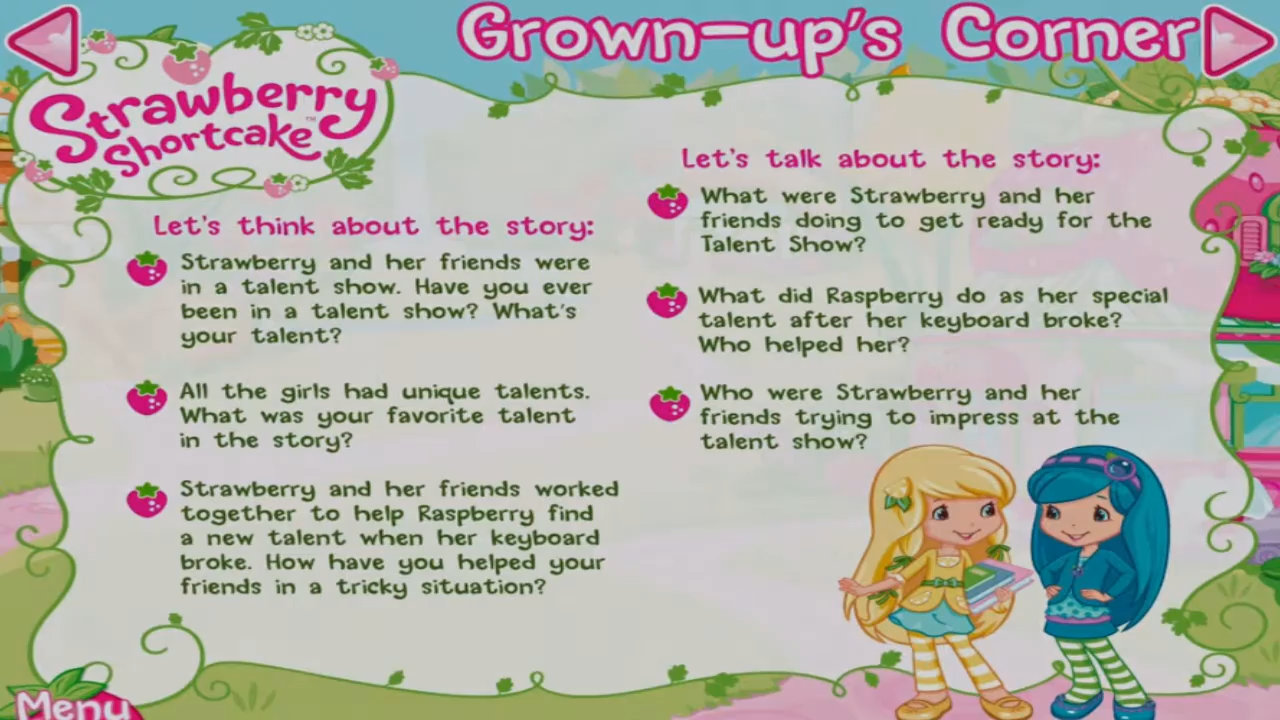 Grown-up's Corner
Strawberry
Shortcake™
Let's think about the story:
Strawberry and her friends were
in a talent show. Have you ever
been in a talent show? What's
your talent?
All the girls had unique talents.
What was your favorite talent
in the story?
Strawberry and her friends worked
together to help Raspberry find
a new talent when her keyboard
broke. How have you helped your
friends in a tricky situation?
Let's talk about the story:
What were Strawberry and her
friends doing to get ready for the
Talent Show?
What did Raspberry do as her special
talent after her keyboard broke?
Who helped her?
Who were Strawberry and her
friends trying to impress at the
talent show?
Menu